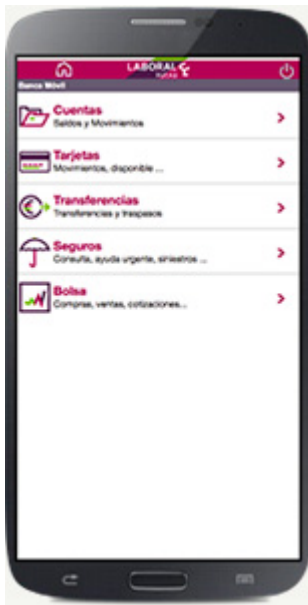 LABORAL
kutxa
Banca Móvil
Cuentas
Saldos y Movimientos
Tarjetas
Movimientos, disponible ...
Transferencias
Transferencias y traspasos
Seguros
Consulta, ayuda urgente, siniestros ...
Bolsa
Compras, ventas, cotizaciones...